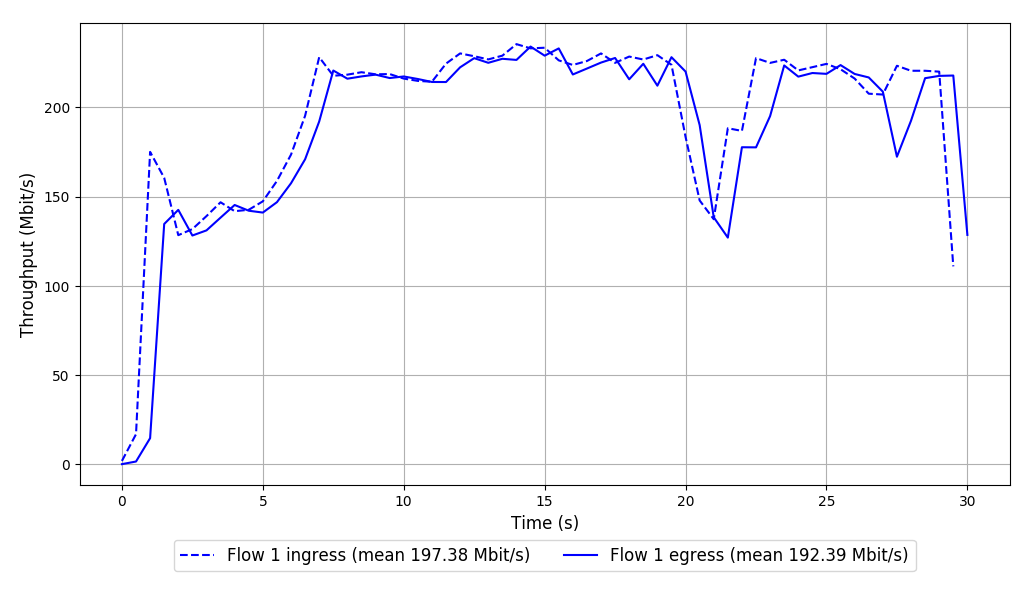 Throughput (Mbit/s)
200
150
100
50
0
0 5 10 15 20 25 30
Time (s)
Flow 1 ingress (mean 197.38 Mbit/s) Flow 1 egress (mean 192.39 Mbit/s)